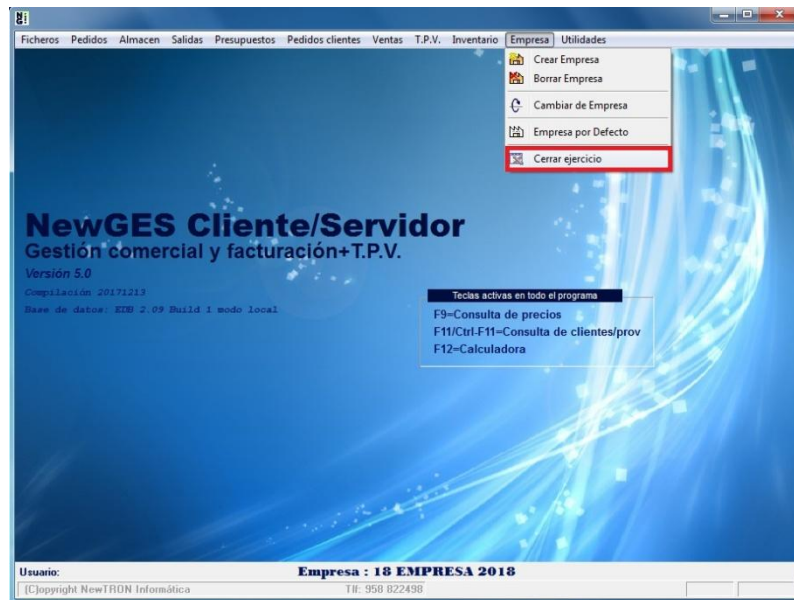 Ficheros Pedidos Almacen Salidas Presupuestos Pedidos clientes Ventas T.P.V. Inventario Empresa Utilidades
Crear Empresa
Borrar Empresa
Cambiar de Empresa
Empresa por Defecto
Cerrar ejercicio
NewGES Cliente/Servidor
Gestión comercial y facturación+T.P.V.
Versión 5.0
Compilación 20171213
Base de datos: EDB 2.09 Build 1 modo local
Teclas activas en todo el programa
F9=Consulta de precios
F11/Ctrl-F11=Consulta de clientes/prov
F12=Calculadora
Usuario: Empresa : 18 EMPRESA 2018
(C)opyright NewTRON Informática Tlf: 958 822498